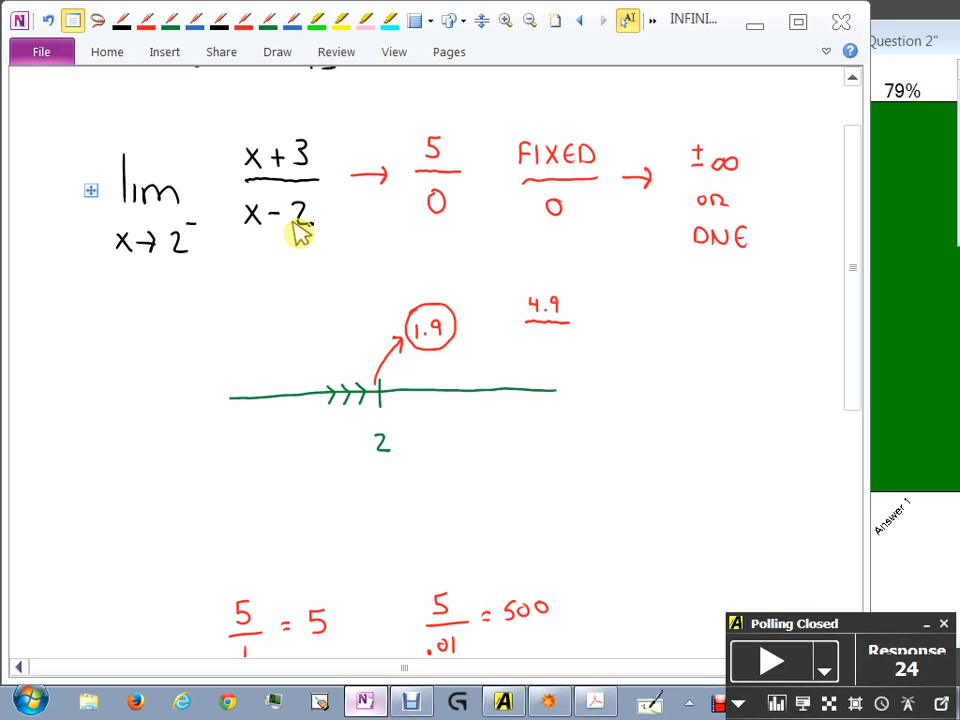 INFINI...
Question 2"
File
Home
Insert
Share
Draw
Review
View
Pages
79%
lim x→2⁻ (x + 3)/(x - 2) → 5/0 FIXED/0 → ± ∞ OR DNE
1.9
4.9
2
5/1 = 5
5/.01 = 500
Answer 1
Polling Closed
Response
24